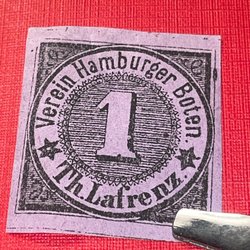 Verein Hamburger Boten.
1
Th. Lafrenz.